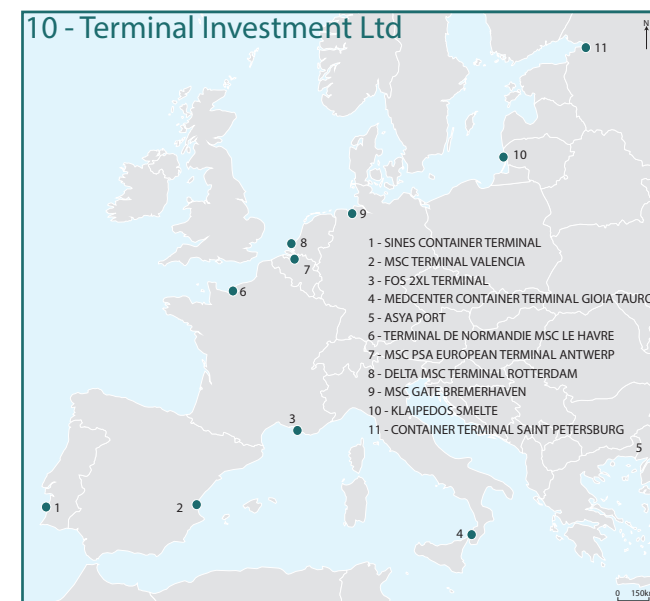 10 - Terminal Investment Ltd
N
11
10
9
8
7
6
1 - SINES CONTAINER TERMINAL
2 - MSC TERMINAL VALENCIA
3 - FOS 2XL TERMINAL
4 - MEDCENTER CONTAINER TERMINAL GIOIA TAURO
5 - ASYA PORT
6 - TERMINAL DE NORMANDIE MSC LE HAVRE
7 - MSC PSA EUROPEAN TERMINAL ANTWERP
8 - DELTA MSC TERMINAL ROTTERDAM
9 - MSC GATE BREMERHAVEN
10 - KLAIPEDOS SMELTE
11 - CONTAINER TERMINAL SAINT PETERSBURG
3
5
1
2
4
0 150km